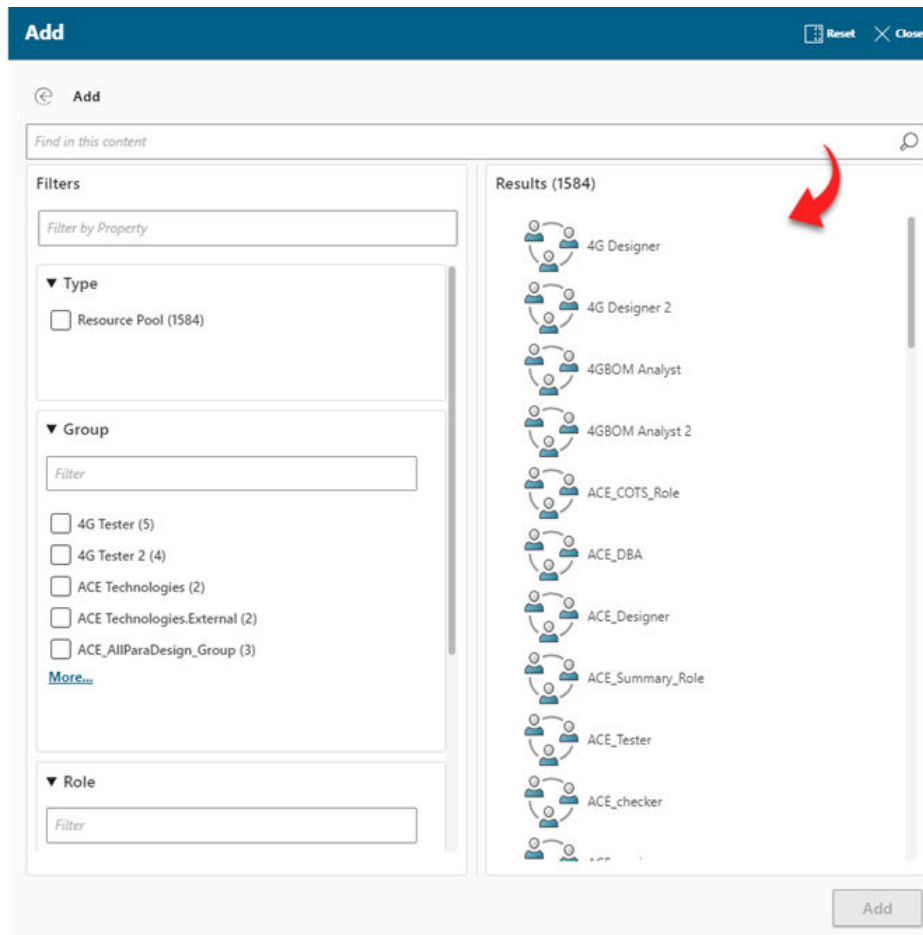 Add
Reset
Close
Add
Find in this content
Filters
Filter by Property
Type
Resource Pool (1584)
Group
Filter
4G Tester (5)
4G Tester 2 (4)
ACE Technologies (2)
ACE Technologies.External (2)
ACE_AllParaDesign_Group (3)
More...
Role
Filter
Results (1584)
4G Designer
4G Designer 2
4GBOM Analyst
4GBOM Analyst 2
ACE_COTS_Role
ACE_DBA
ACE_Designer
ACE_Summary_Role
ACE_Tester
ACE_checker
Add